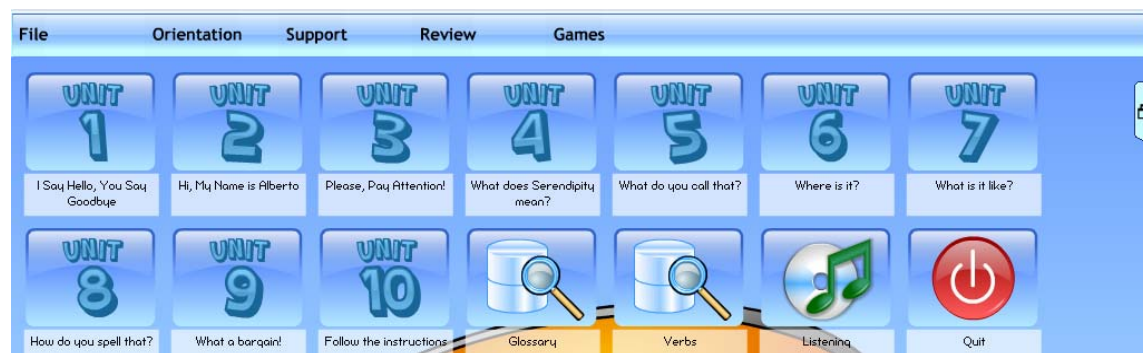 File Orientation Support Review Games
UNIT 1
UNIT 2
UNIT 3
UNIT 4
UNIT 5
UNIT 6
UNIT 7
I Say Hello, You Say
Goodbye
Hi, My Name is Alberto
Please, Pay Attention!
What does Serendipity
mean?
What do you call that?
Where is it?
What is it like?
UNIT 8
UNIT 9
UNIT 10
How do you spell that?
What a bargain!
Follow the instructions
Glossary
Verbs
Listening
Quit